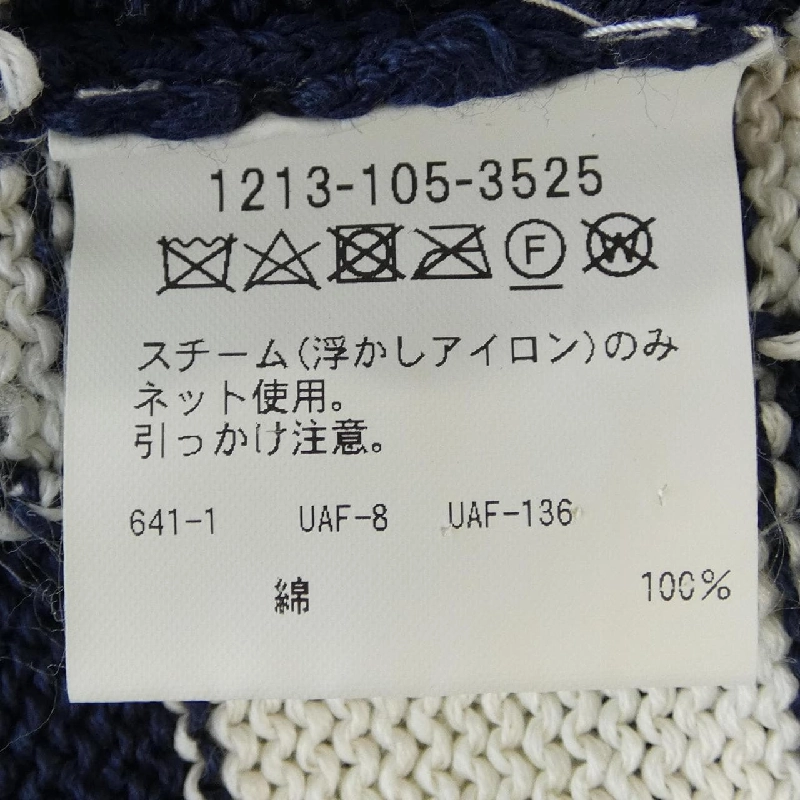 1213-105-3525
F W
スチーム(浮かしアイロン)のみ
ネット使用。
引っかけ注意。
641-1 UAF-8 UAF-136
綿 100%